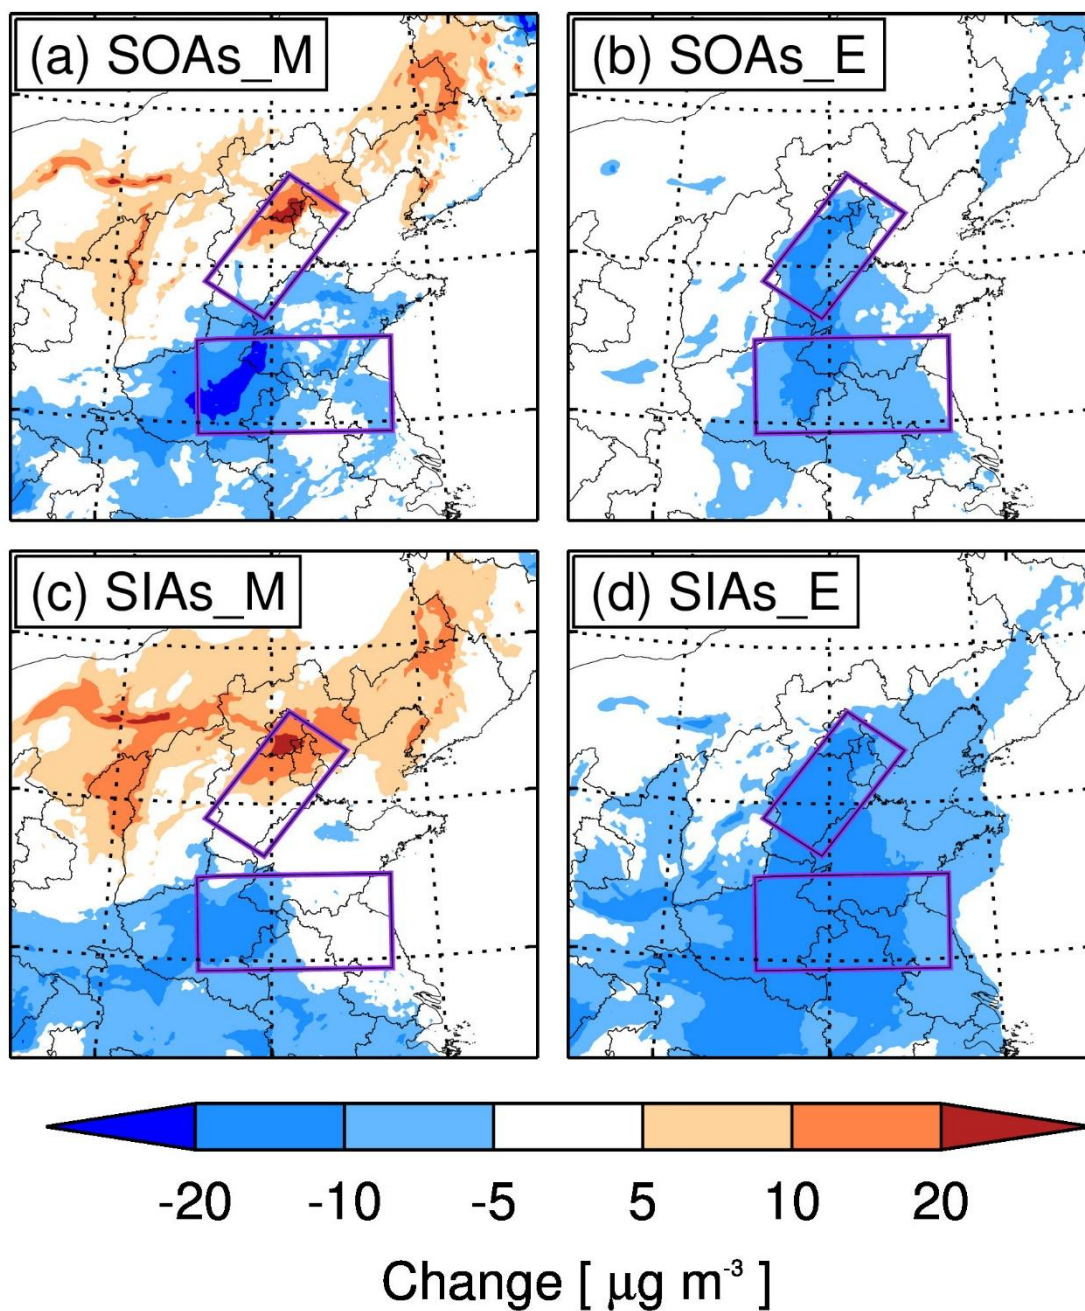 (a) SOAs_M
(b) SOAs_E
(c) SIAs_M
(d) SIAs_E
-20 -10 -5 5 10 20
Change [ μg m⁻³ ]